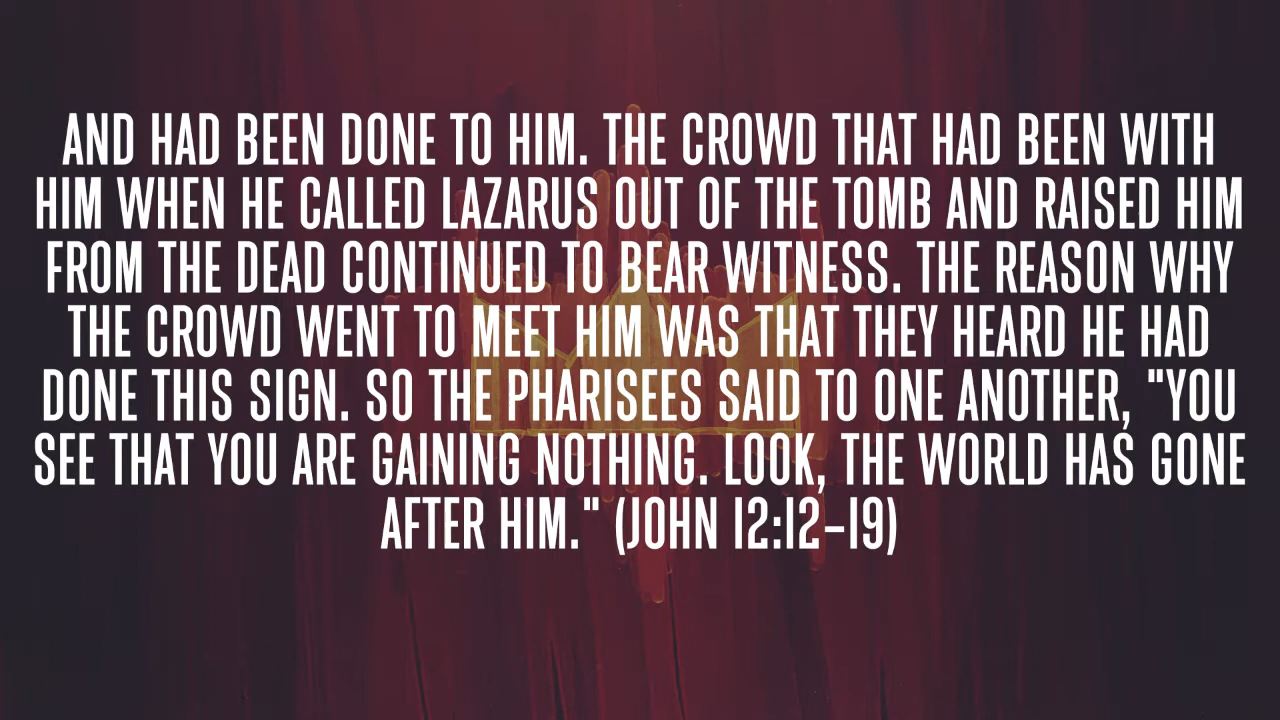 AND HAD BEEN DONE TO HIM. THE CROWD THAT HAD BEEN WITH
HIM WHEN HE CALLED LAZARUS OUT OF THE TOMB AND RAISED HIM
FROM THE DEAD CONTINUED TO BEAR WITNESS. THE REASON WHY
THE CROWD WENT TO MEET HIM WAS THAT THEY HEARD HE HAD
DONE THIS SIGN. SO THE PHARISEES SAID TO ONE ANOTHER, "YOU
SEE THAT YOU ARE GAINING NOTHING. LOOK, THE WORLD HAS GONE
AFTER HIM." (JOHN 12:12–19)